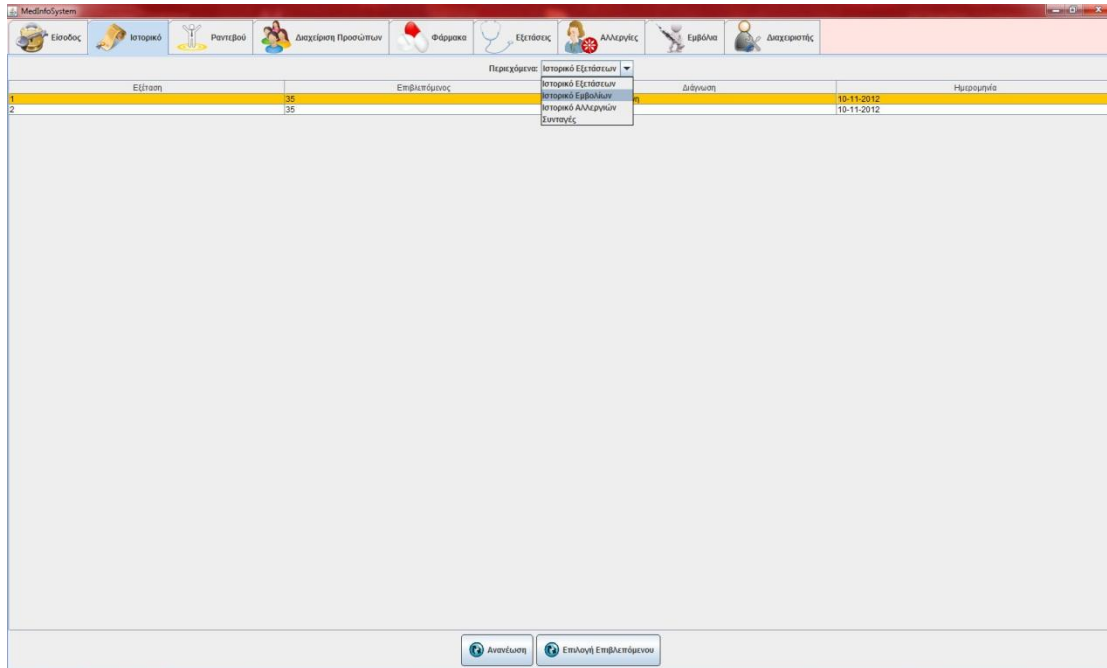 MedInfoSystem
Είσοδος Ιστορικό Ραντεβού Διαχείριση Προσώπων Φάρμακα Εξετάσεις Αλλεργίες Εμβόλια Διαχειριστής
Περιεχόμενα: Ιστορικό Εξετάσεων
Εξέταση Επιβλεπόμενος Διάγνωση Ημερομηνία
Ιστορικό Εξετάσεων
1 35 Ιστορικό Εμβολίων 10-11-2012
2 35 Ιστορικό Αλλεργιών 10-11-2012
Συνταγές
Ανανέωση Επιλογή Επιβλεπόμενου